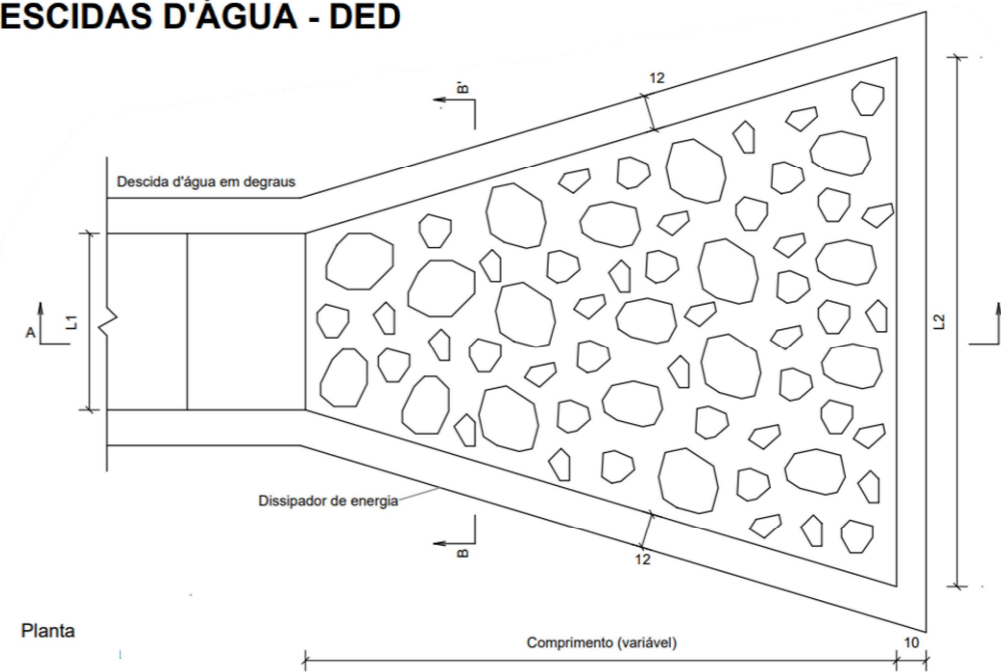 ESCIDAS D'ÁGUA - DED
12
B'
Descida d'água em degraus
L1
A
L2
Dissipador de energia
B
12
Planta
Comprimento (variável)
10